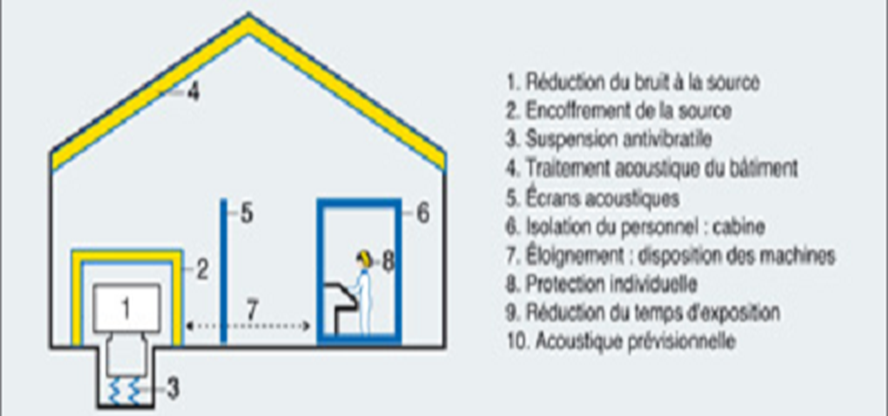 4
5
6
8
2
1
7
3
1. Réduction du bruit à la source
2. Encoffrement de la source
3. Suspension antivibratile
4. Traitement acoustique du bâtiment
5. Écrans acoustiques
6. Isolation du personnel : cabine
7. Éloignement : disposition des machines
8. Protection individuelle
9. Réduction du temps d'exposition
10. Acoustique prévisionnelle